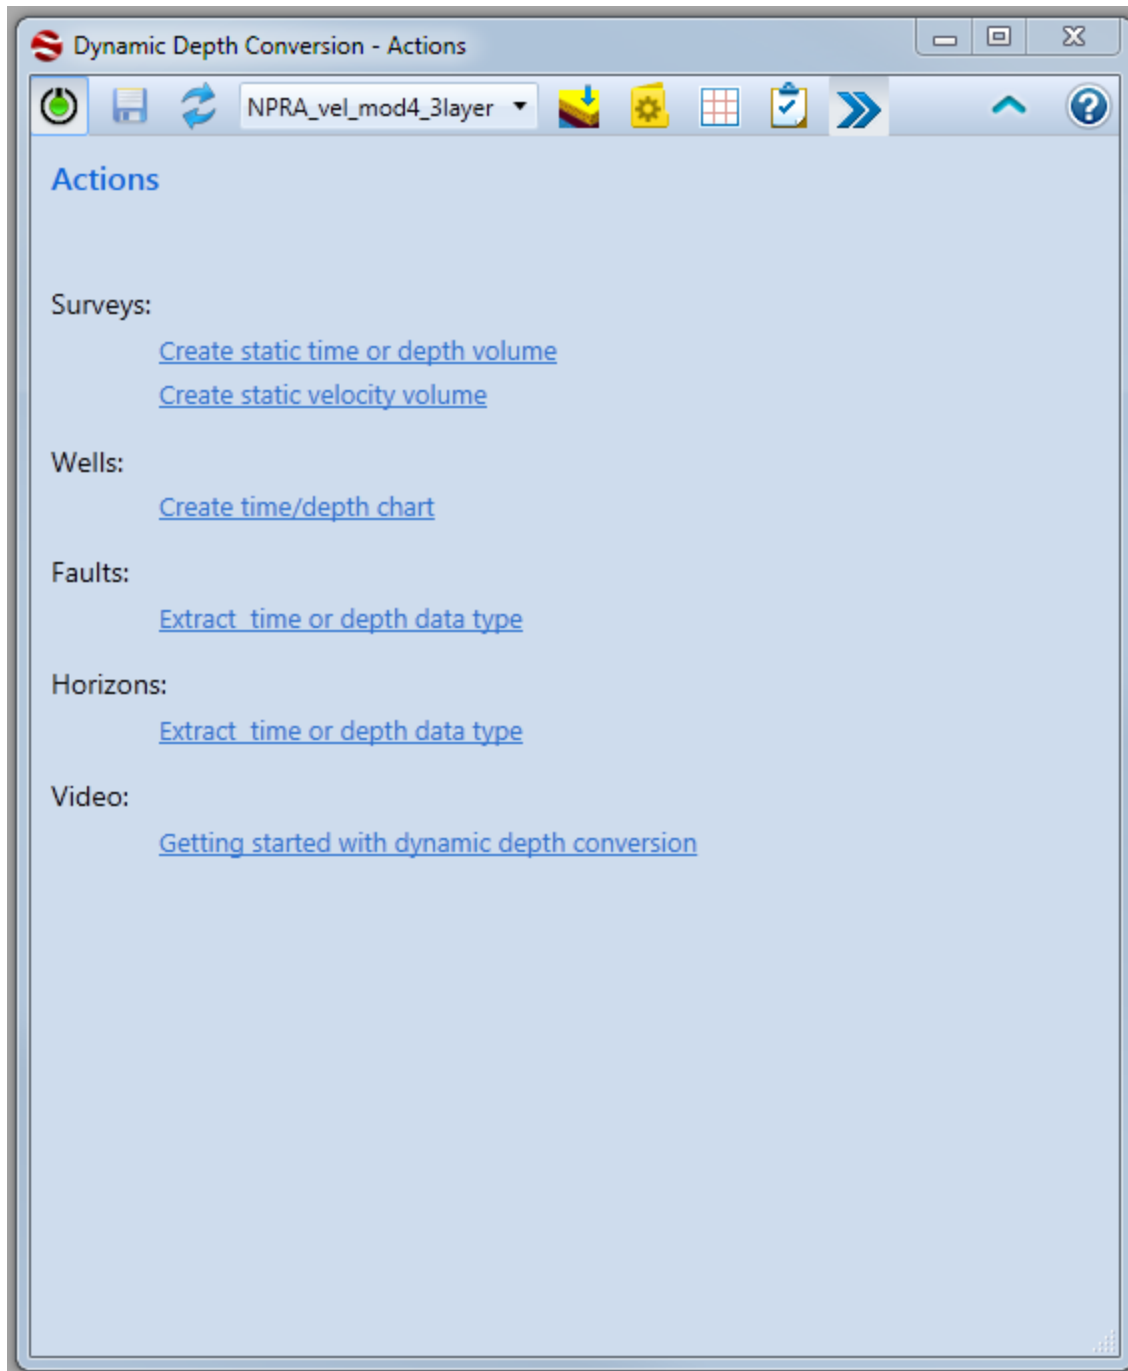 Dynamic Depth Conversion - Actions
NPRA_vel_mod4_3layer
Actions
Surveys:
Create static time or depth volume
Create static velocity volume
Wells:
Create time/depth chart
Faults:
Extract  time or depth data type
Horizons:
Extract  time or depth data type
Video:
Getting started with dynamic depth conversion